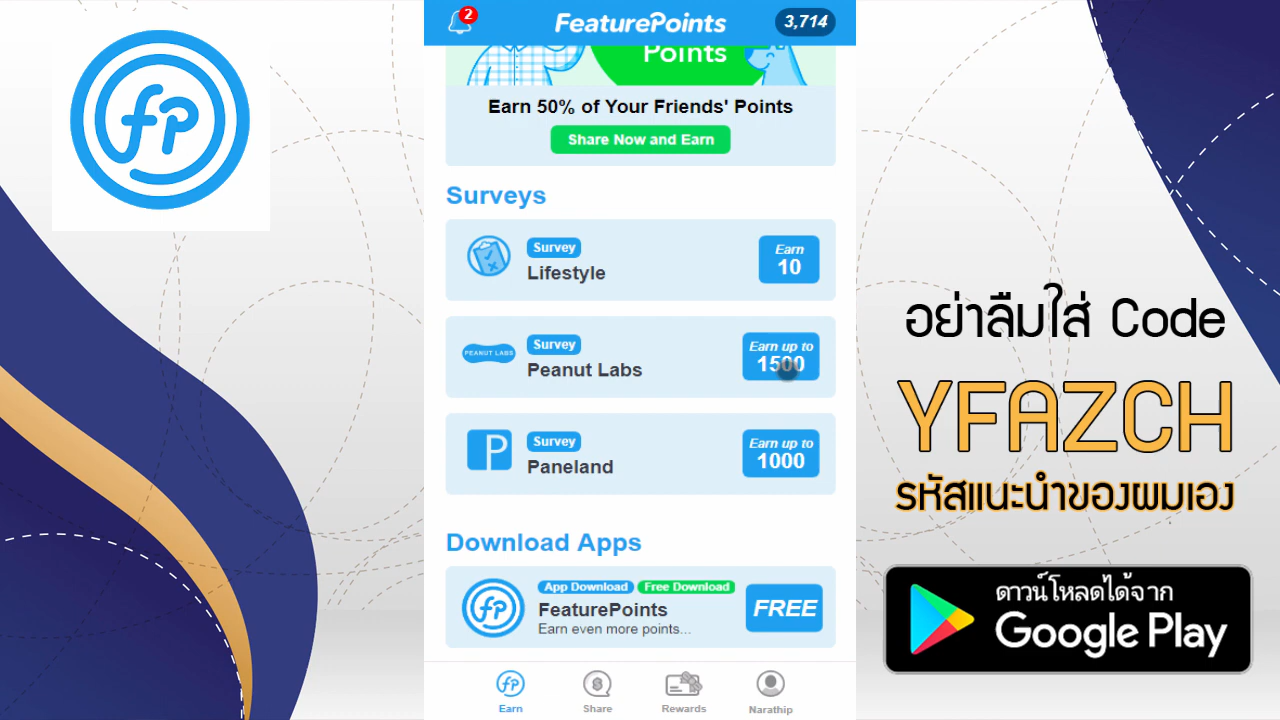 fp
2
FeaturePoints
3,714
Points
Earn 50% of Your Friends' Points
Share Now and Earn
Surveys
Survey
Lifestyle
Earn
10
PEANUT LABS
Survey
Peanut Labs
Earn up to
1500
P
Survey
Paneland
Earn up to
1000
Download Apps
fp
App Download
Free Download
FeaturePoints
Earn even more points...
FREE
fp
Earn
Share
Rewards
Narathip
อย่าลืมใส่ Code
YFAZCH
รหัสแนะนำของผมเอง
ดาวน์โหลดได้จาก
Google Play